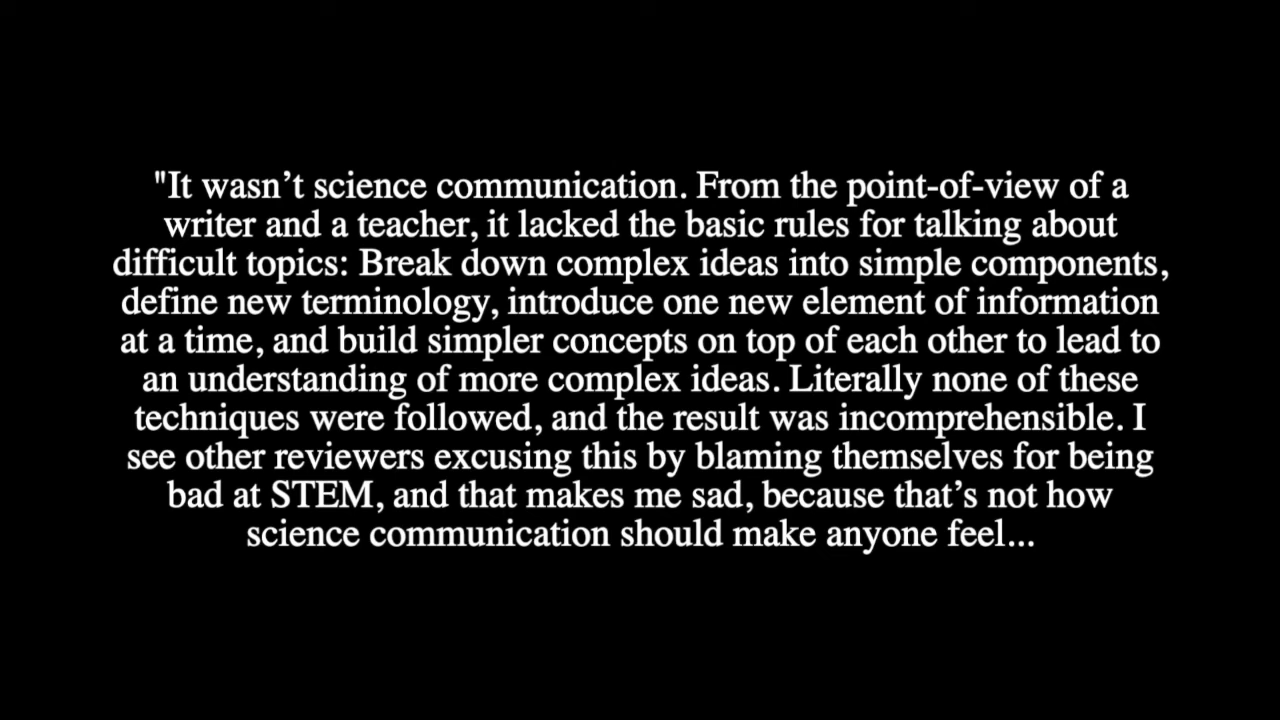 "It wasn’t science communication. From the point-of-view of a
writer and a teacher, it lacked the basic rules for talking about
difficult topics: Break down complex ideas into simple components,
define new terminology, introduce one new element of information
at a time, and build simpler concepts on top of each other to lead to
an understanding of more complex ideas. Literally none of these
techniques were followed, and the result was incomprehensible. I
see other reviewers excusing this by blaming themselves for being
bad at STEM, and that makes me sad, because that’s not how
science communication should make anyone feel...